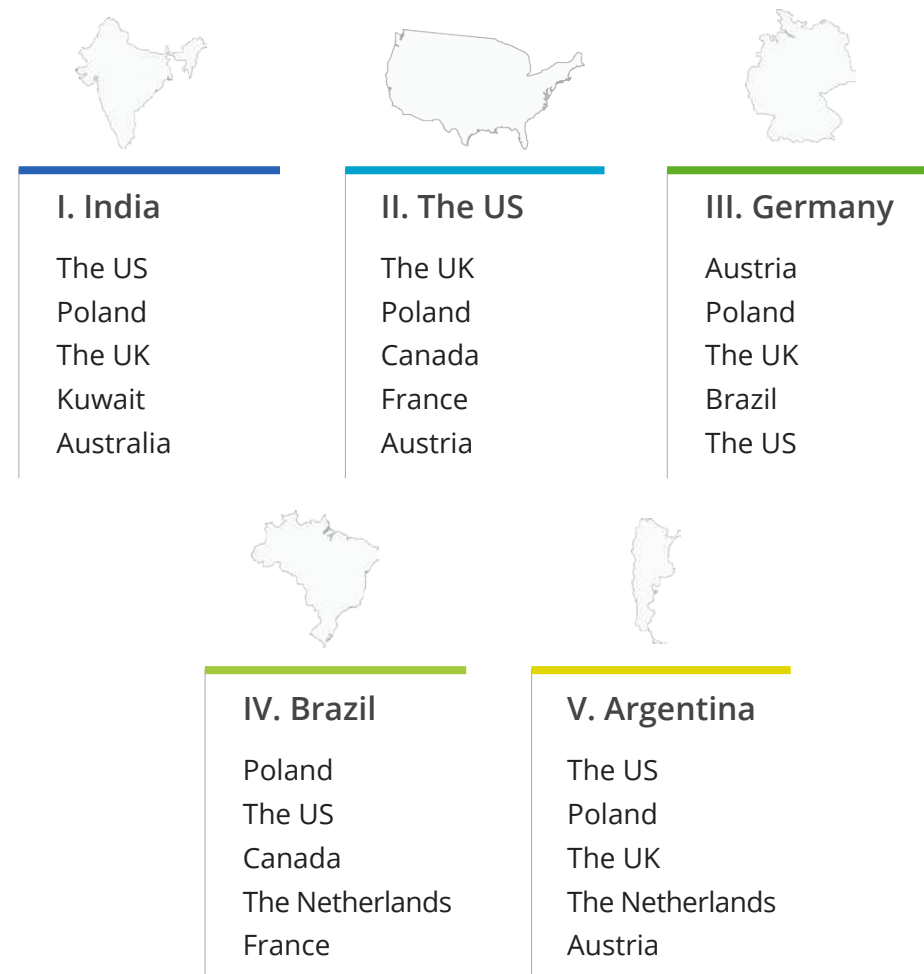 I. India
The US
Poland
The UK
Kuwait
Australia
II. The US
The UK
Poland
Canada
France
Austria
III. Germany
Austria
Poland
The UK
Brazil
The US
IV. Brazil
Poland
The US
Canada
The Netherlands
France
V. Argentina
The US
Poland
The UK
The Netherlands
Austria